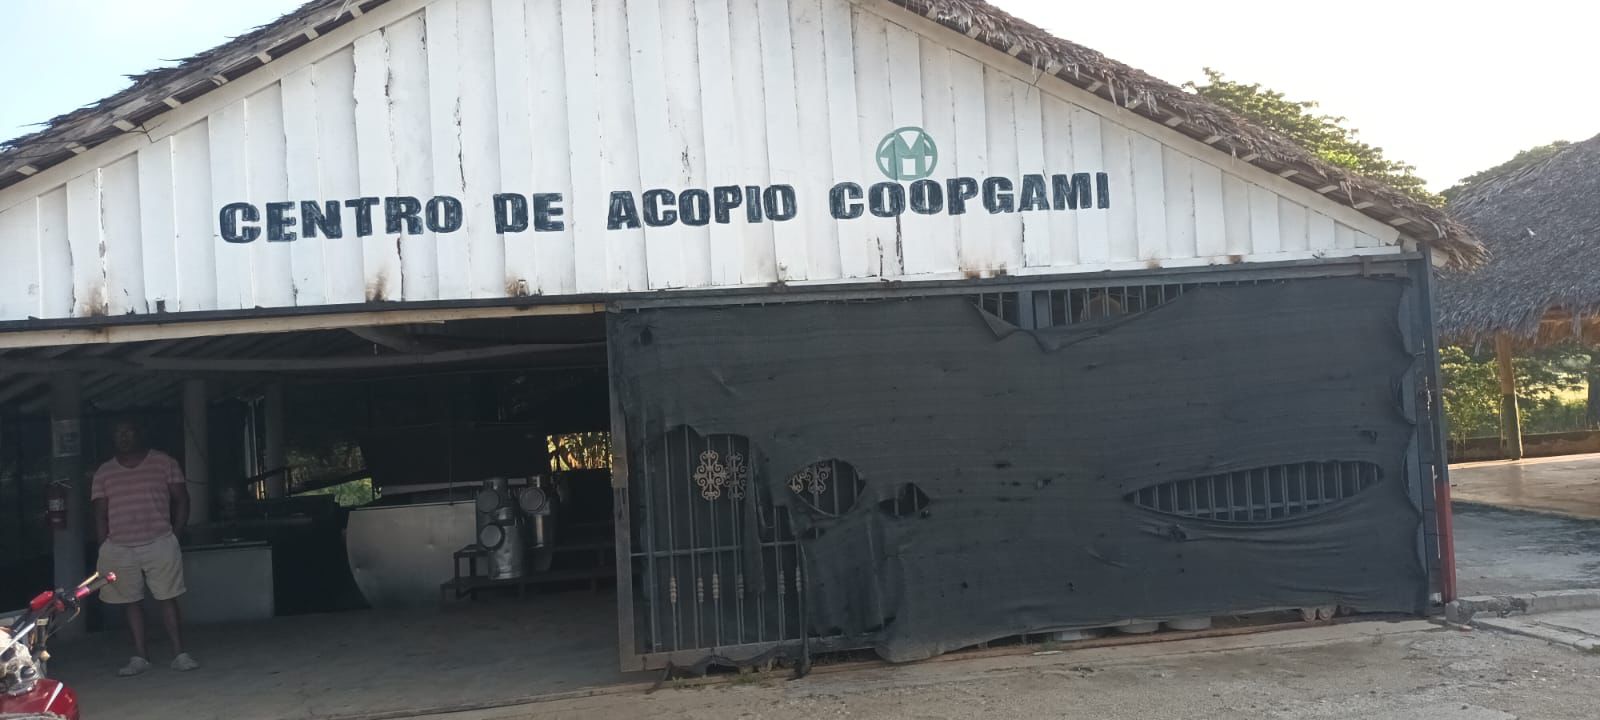 CENTRO DE ACOPIO COOPGAMI